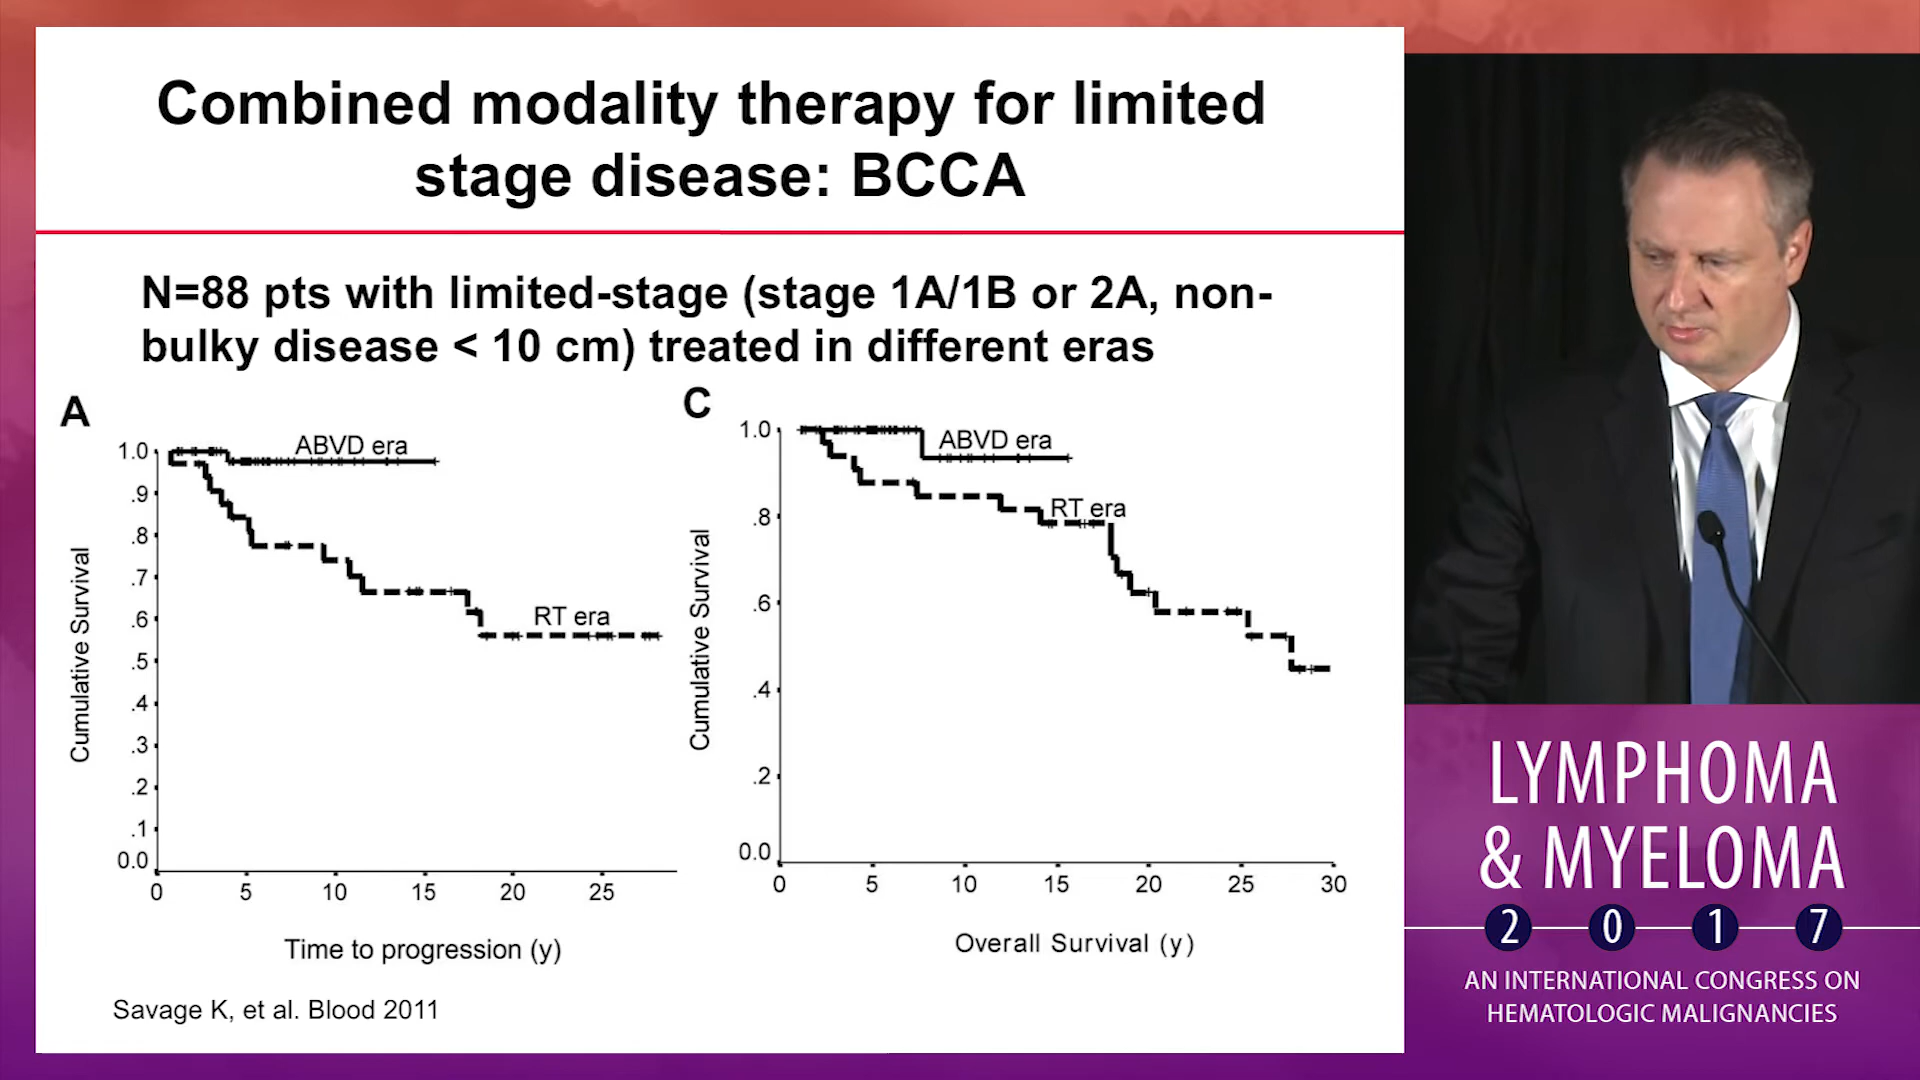 Combined modality therapy for limited
stage disease: BCCA
N=88 pts with limited-stage (stage 1A/1B or 2A, non-
bulky disease < 10 cm) treated in different eras
A
1.0
.9
.8
.7
.6
.5
.4
.3
.2
.1
0.0
Cumulative Survival
ABVD era
RT era
0 5 10 15 20 25
Time to progression (y)
C
1.0
.8
.6
.4
.2
0.0
Cumulative Survival
ABVD era
RT era
0 5 10 15 20 25 30
Overall Survival (y)
Savage K, et al. Blood 2011
LYMPHOMA
& MYELOMA
2 0 1 7
AN INTERNATIONAL CONGRESS ON
HEMATOLOGIC MALIGNANCIES